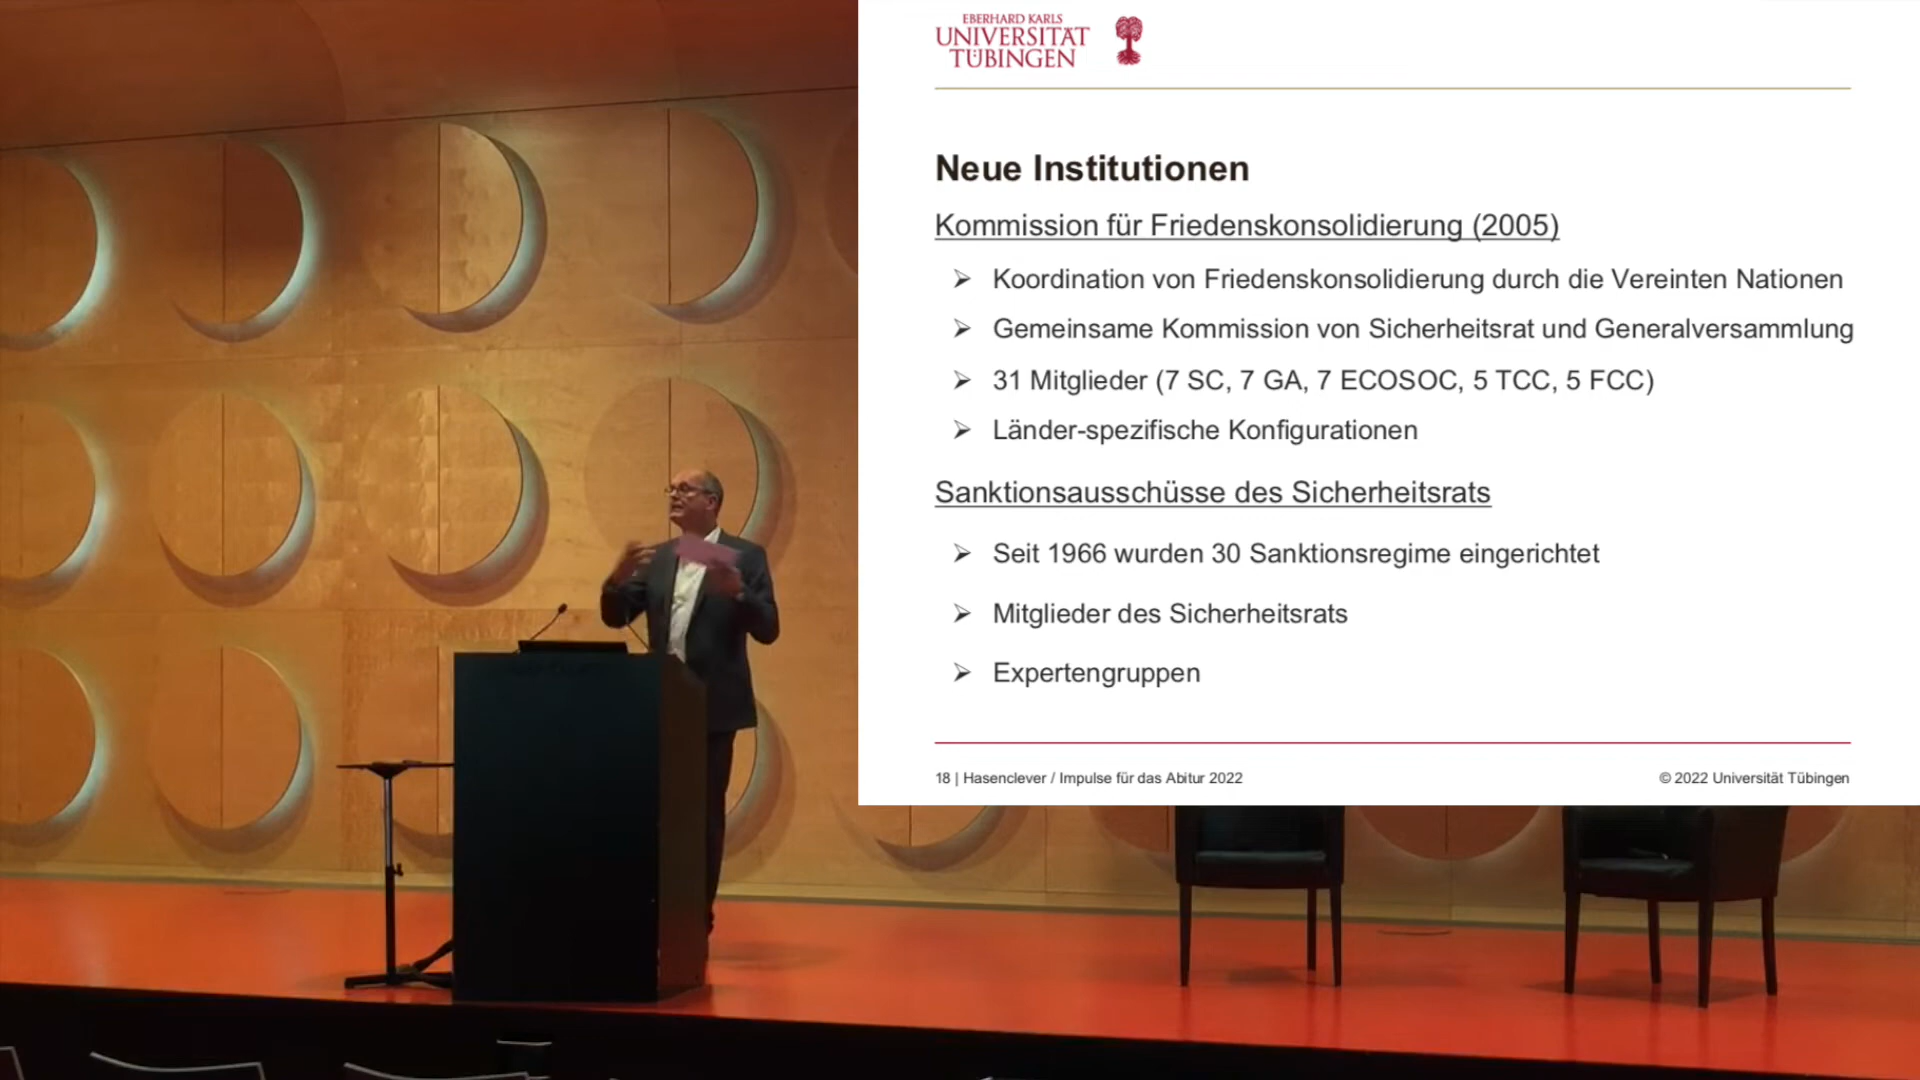 EBERHARD KARLS
UNIVERSITÄT
TÜBINGEN
Neue Institutionen
Kommission für Friedenskonsolidierung (2005)
Koordination von Friedenskonsolidierung durch die Vereinten Nationen
Gemeinsame Kommission von Sicherheitsrat und Generalversammlung
31 Mitglieder (7 SC, 7 GA, 7 ECOSOC, 5 TCC, 5 FCC)
Länder-spezifische Konfigurationen
Sanktionsausschüsse des Sicherheitsrats
Seit 1966 wurden 30 Sanktionsregime eingerichtet
Mitglieder des Sicherheitsrats
Expertengruppen
18 | Hasenclever / Impulse für das Abitur 2022
© 2022 Universität Tübingen